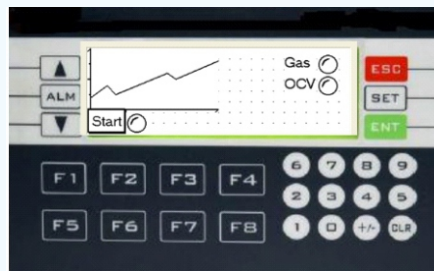 Gas
ESC
ALM
OCV
SET
Start
ENT
F1 F2 F3 F4
6 7 8 9
2 3 4 5
F5 F6 F7 F8
1 0 +/- CLR